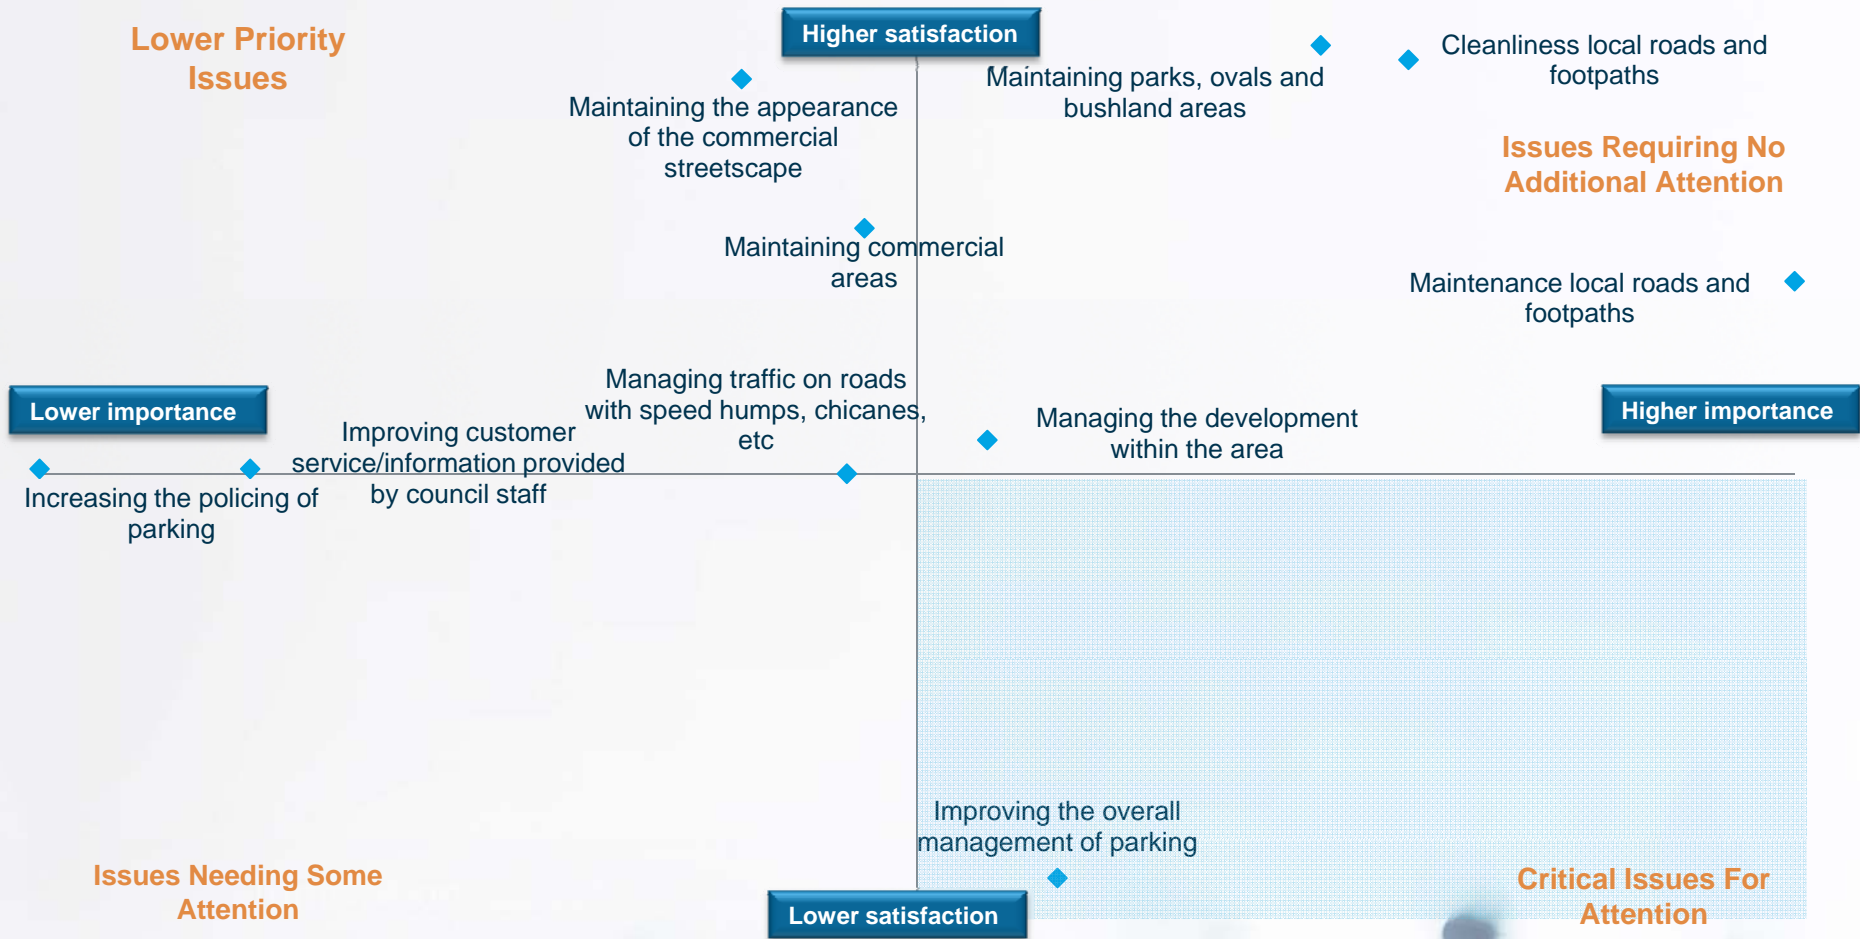 Lower Priority
Issues
Higher satisfaction
Maintaining the appearance
of the commercial
streetscape
Maintaining parks, ovals and
bushland areas
Cleanliness local roads and
footpaths
Issues Requiring No
Additional Attention
Maintaining commercial
areas
Maintenance local roads and
footpaths
Lower importance
Managing traffic on roads
with speed humps, chicanes,
etc
Managing the development
within the area
Higher importance
Improving customer
service/information provided
by council staff
Increasing the policing of
parking
Improving the overall
management of parking
Issues Needing Some
Attention
Lower satisfaction
Critical Issues For
Attention